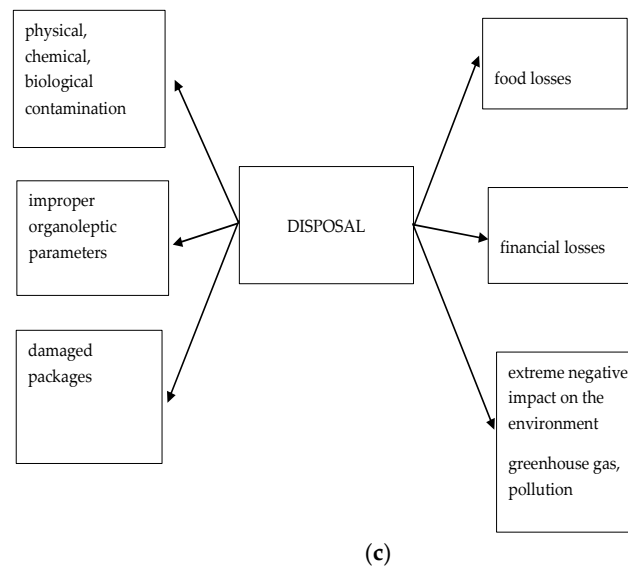 physical,
chemical,
biological
contamination
improper
organoleptic
parameters
damaged
packages
DISPOSAL
food losses
financial losses
extreme negative
impact on the
environment
greenhouse gas,
pollution
(c)